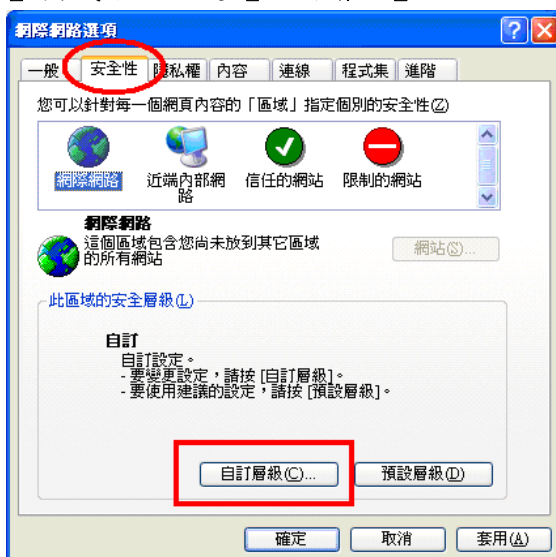 網際網路選項
一般 安全性 隱私權 內容 連線 程式集 進階
您可以針對每一個網頁內容的「區域」指定個別的安全性(Z)
網際網路 近端內部網路 信任的網站 限制的網站
網際網路
這個區域包含您尚未放到其它區域
的所有網站
網站(S)...
此區域的安全層級(L)
自訂
自訂設定。
- 要變更設定，請按 [自訂層級]。
- 要使用建議的設定，請按 [預設層級]。
自訂層級(C)... 預設層級(D)
確定 取消 套用(A)